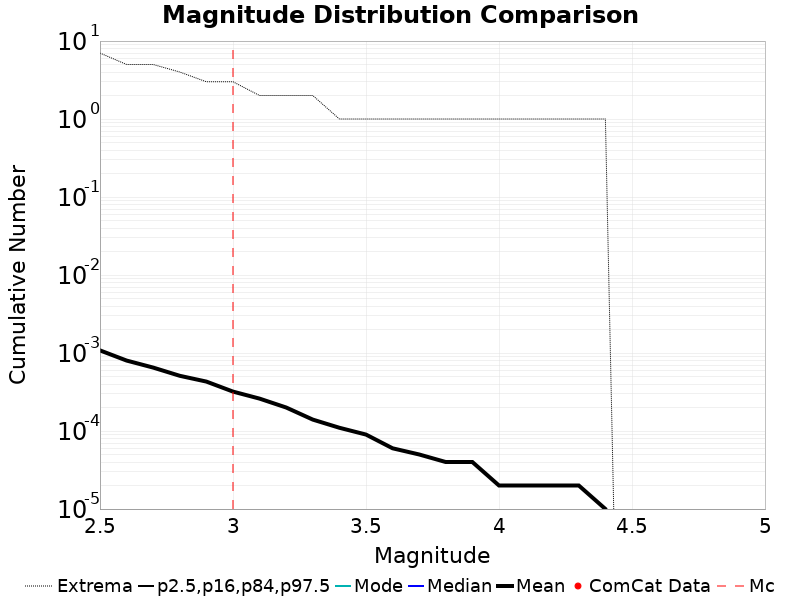 Magnitude Distribution Comparison
Cumulative Number
10^1
10^0
10^-1
10^-2
10^-3
10^-4
10^-5
2.5 3 3.5 4 4.5 5
Magnitude
Extrema p2.5,p16,p84,p97.5 Mode Median Mean ComCat Data Mc